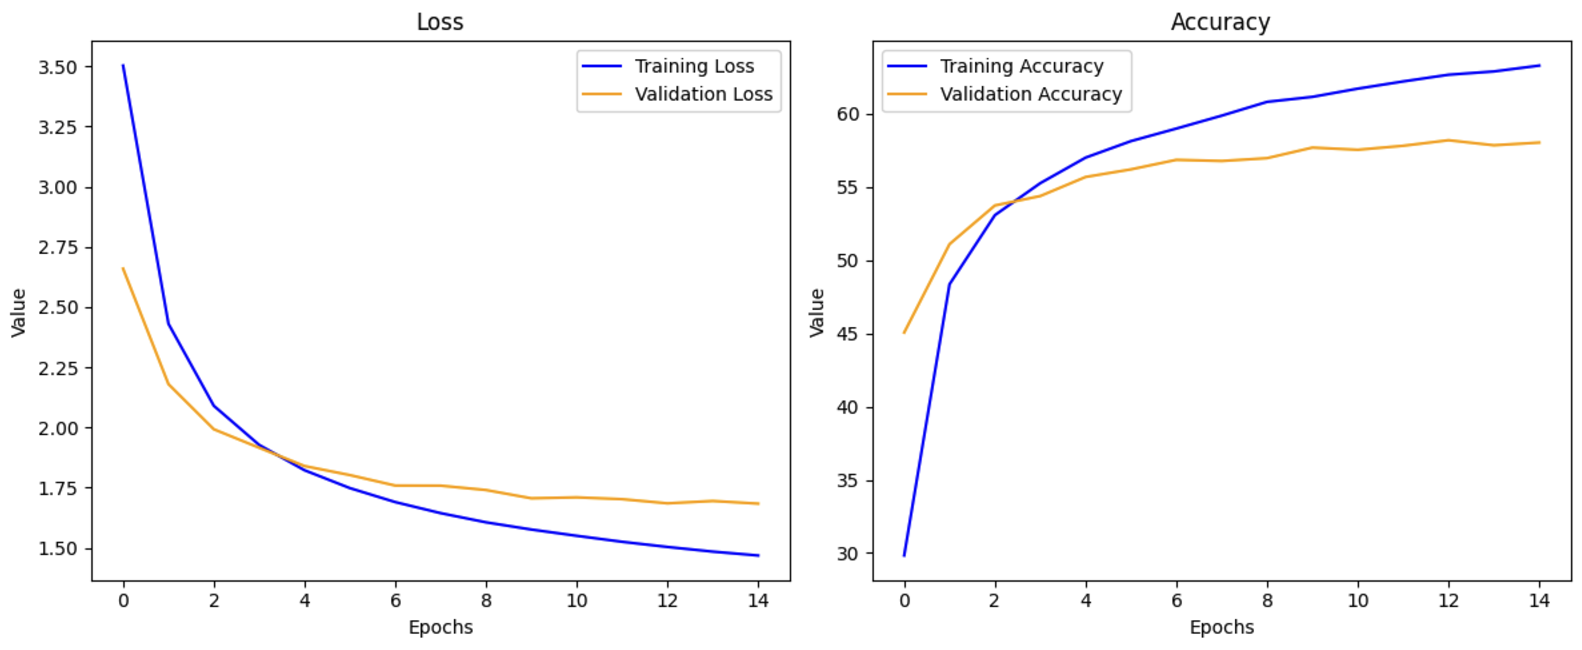 Loss
Training Loss
Validation Loss
3.50
3.25
3.00
2.75
2.50
2.25
2.00
1.75
1.50
Value
0 2 4 6 8 10 12 14
Epochs
Accuracy
Training Accuracy
Validation Accuracy
60
55
50
45
40
35
30
Value
0 2 4 6 8 10 12 14
Epochs